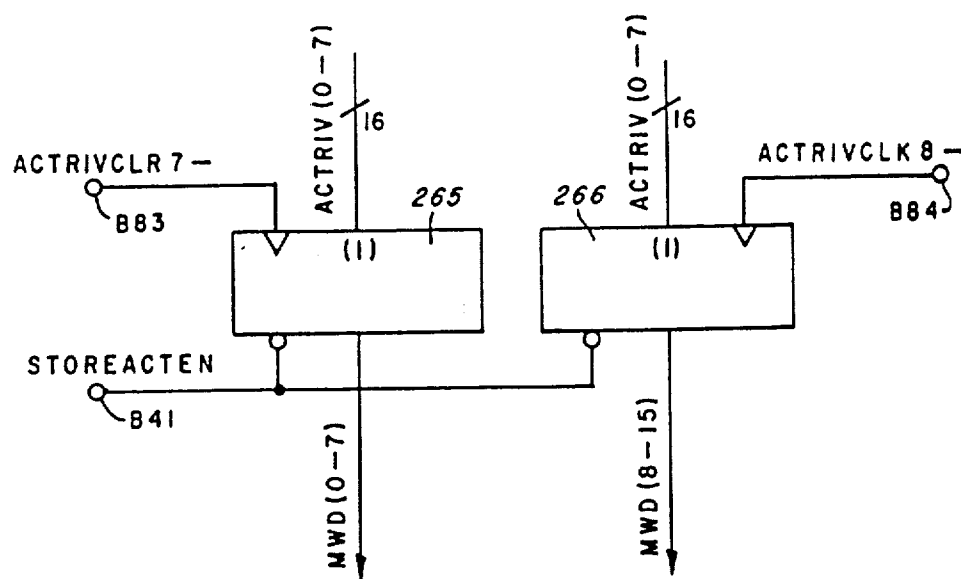 ACTRIV (0-7)
16
ACTRIV (0-7)
16
ACTRIVCLR 7-
B83
ACTRIVCLK 8-
B84
265
266
(1)
(1)
STOREACTEN
B41
MWD (0-7)
MWD (8-15)